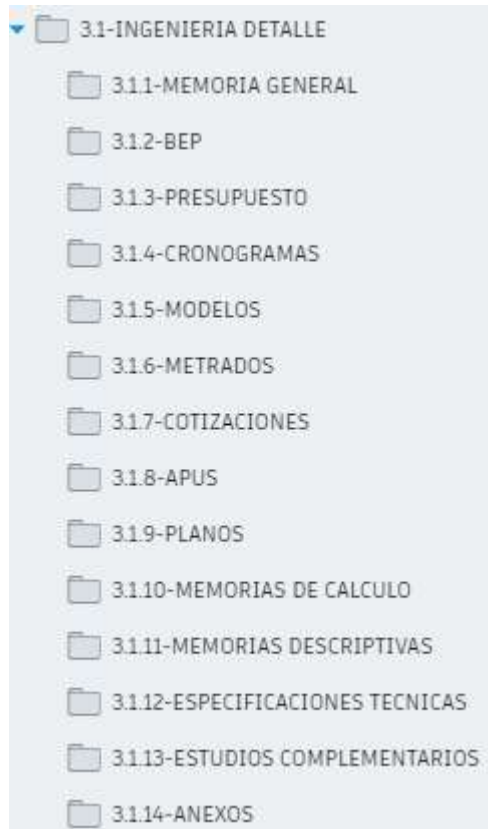 3.1-INGENIERIA DETALLE
3.1.1-MEMORIA GENERAL
3.1.2-BEP
3.1.3-PRESUPUESTO
3.1.4-CRONOGRAMAS
3.1.5-MODELOS
3.1.6-METRADOS
3.1.7-COTIZACIONES
3.1.8-APUS
3.1.9-PLANOS
3.1.10-MEMORIAS DE CALCULO
3.1.11-MEMORIAS DESCRIPTIVAS
3.1.12-ESPECIFICACIONES TECNICAS
3.1.13-ESTUDIOS COMPLEMENTARIOS
3.1.14-ANEXOS